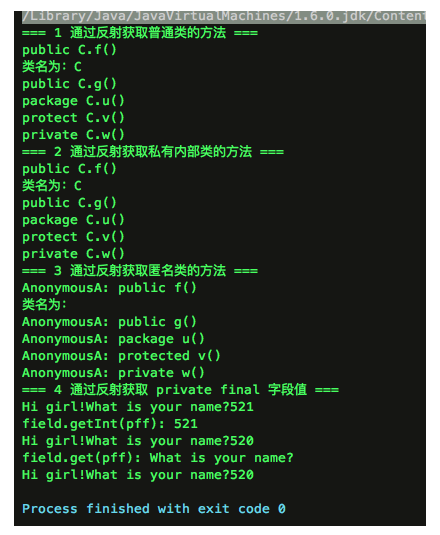 /Library/Java/JavaVirtualMachines/1.6.0.jdk/Content
=== 1 通过反射获取普通类的方法 ===
public C.f()
类名为: C
public C.g()
package C.u()
protect C.v()
private C.w()
=== 2 通过反射获取私有内部类的方法 ===
public C.f()
类名为: C
public C.g()
package C.u()
protect C.v()
private C.w()
=== 3 通过反射获取匿名类的方法 ===
AnonymousA: public f()
类名为:
AnonymousA: public g()
AnonymousA: package u()
AnonymousA: protected v()
AnonymousA: private w()
=== 4 通过反射获取 private final 字段值 ===
Hi girl!What is your name?521
field.getInt(pff): 521
Hi girl!What is your name?520
field.get(pff): What is your name?
Hi girl!What is your name?520
Process finished with exit code 0